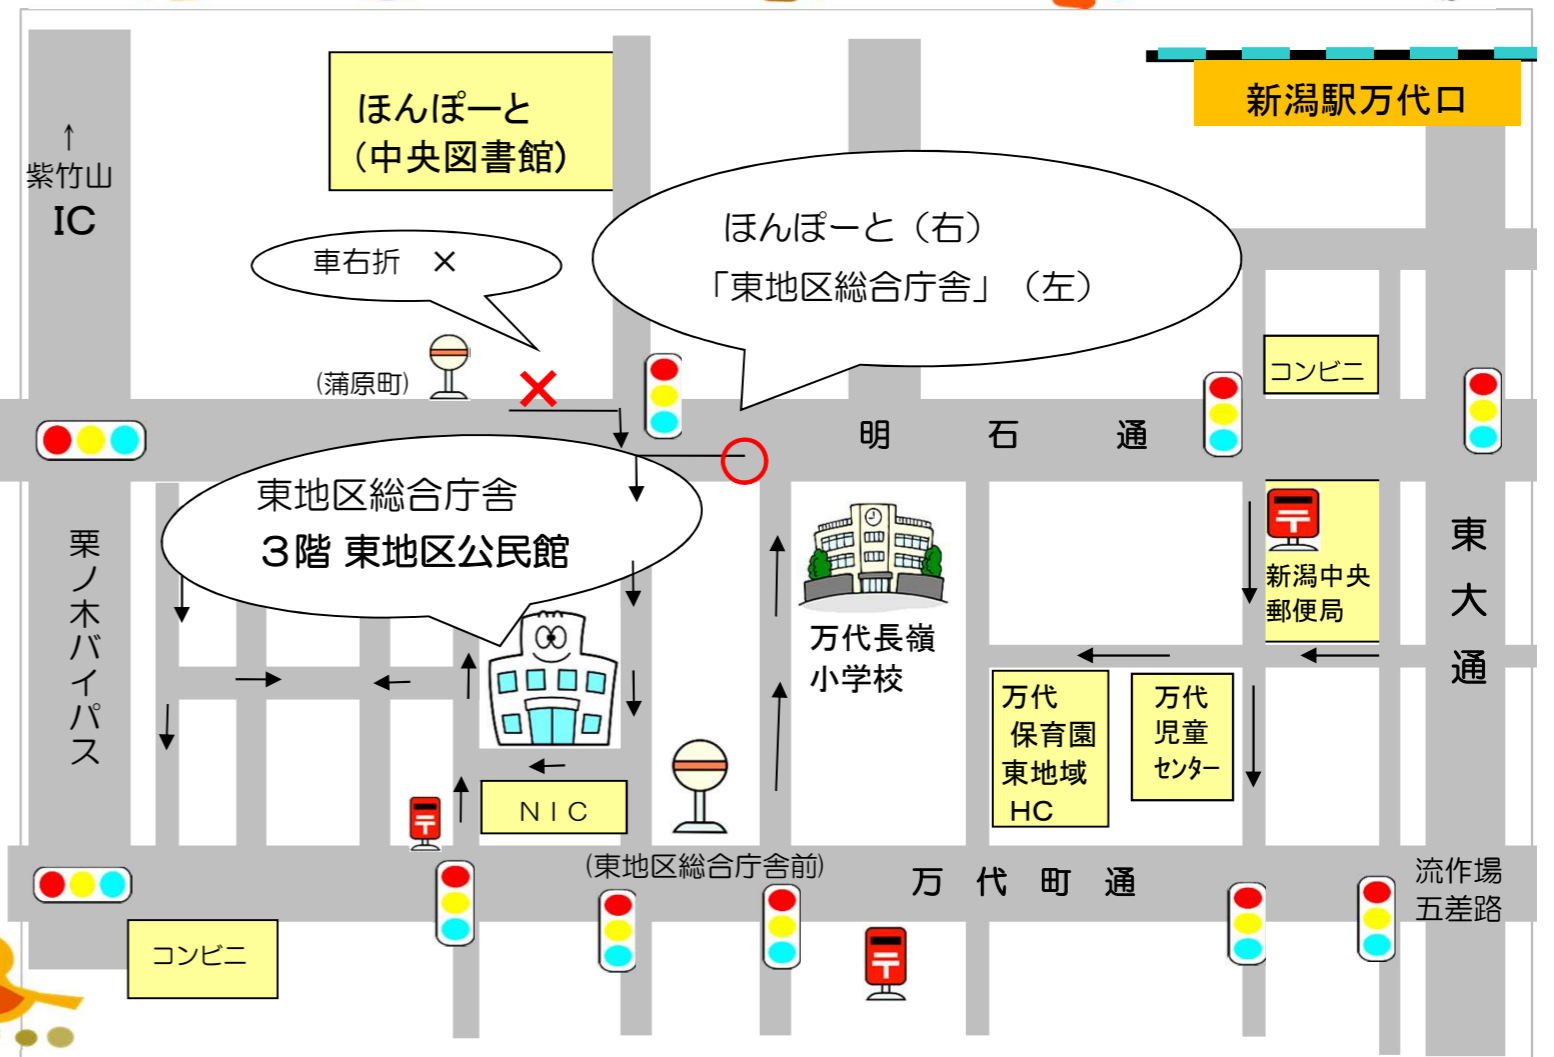 新潟駅万代口
ほんぽーと
(中央図書館)
↑
紫竹山
IC
ほんぽーと（右）
「東地区総合庁舎」（左）
車右折　×
(蒲原町)
コンビニ
明石通
東地区総合庁舎
３階 東地区公民館
栗ノ木バイパス
万代長嶺
小学校
〒
新潟中央
郵便局
東大通
万代
保育園
東地域
HC
万代
児童
センター
〒
ＮＩＣ
(東地区総合庁舎前)
万代町通
流作場
五差路
コンビニ
〒